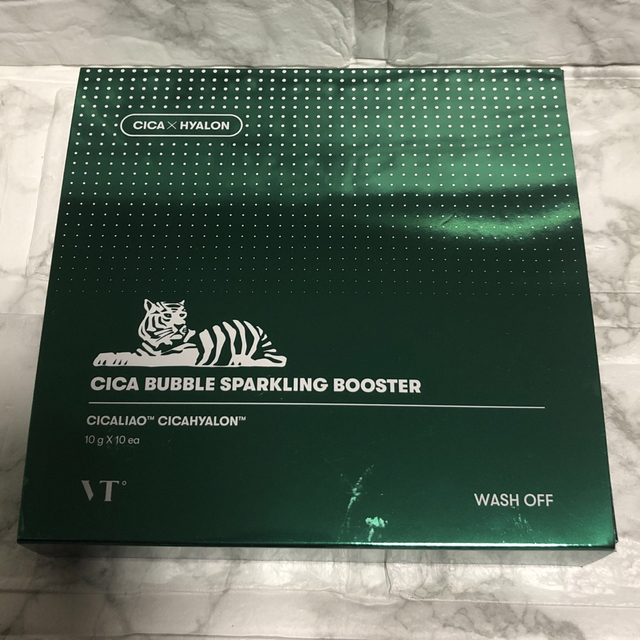 CICA × HYALON
CICA BUBBLE SPARKLING BOOSTER
CICALIAO™ CICAHYALON™
10 g X 10 ea
VT°
WASH OFF